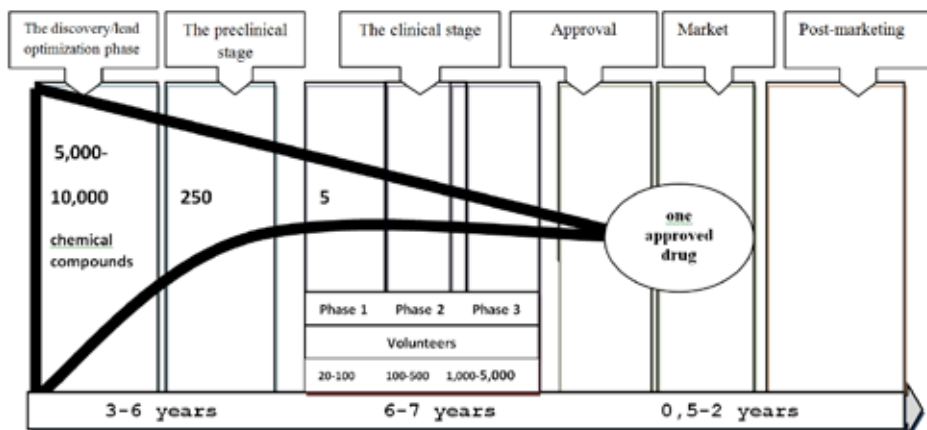 The discovery/lead
optimization phase
The preclinical
stage
The clinical stage
Approval
Market
Post-marketing
5,000-
10,000
chemical
compounds
250
5
one
approved
drug
Phase 1 Phase 2 Phase 3
Volunteers
20-100 100-500 1,000-5,000
3-6 years 6-7 years 0,5-2 years